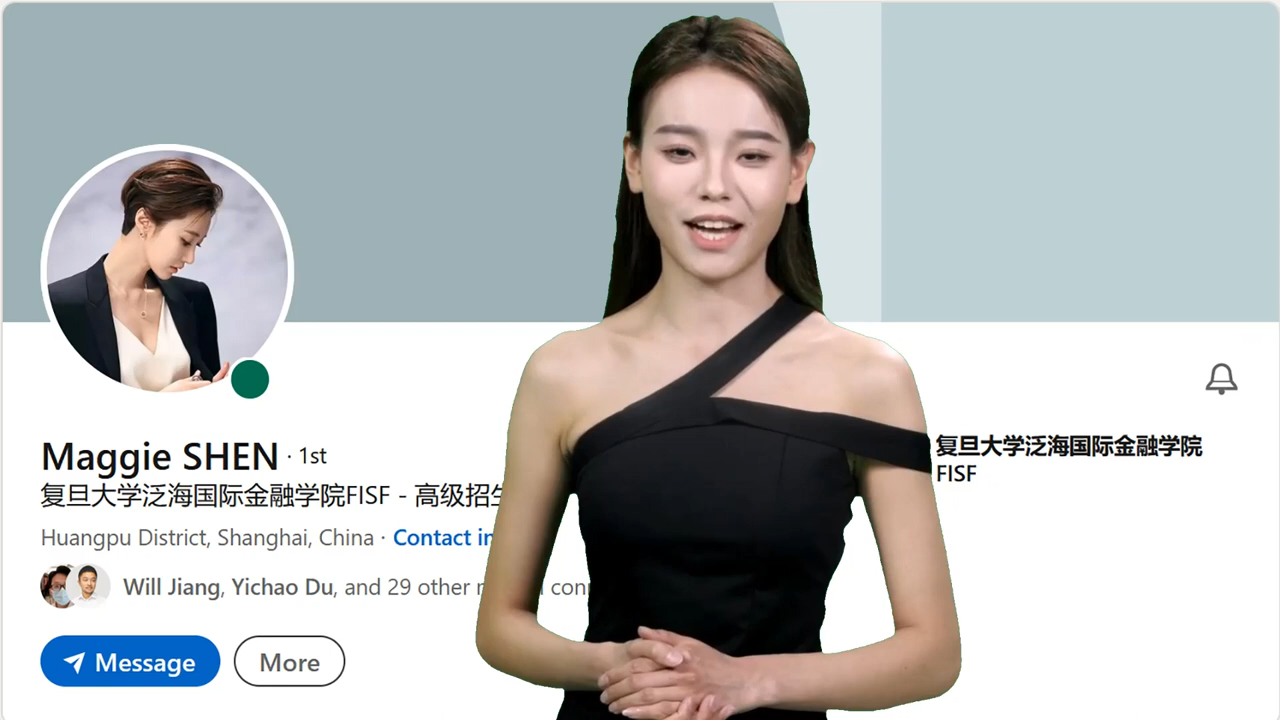 Maggie SHEN · 1st
复旦大学泛海国际金融学院FISF - 高级招生
Huangpu District, Shanghai, China · Contact in
Will Jiang, Yichao Du, and 29 other
Message
More
复旦大学泛海国际金融学院
FISF